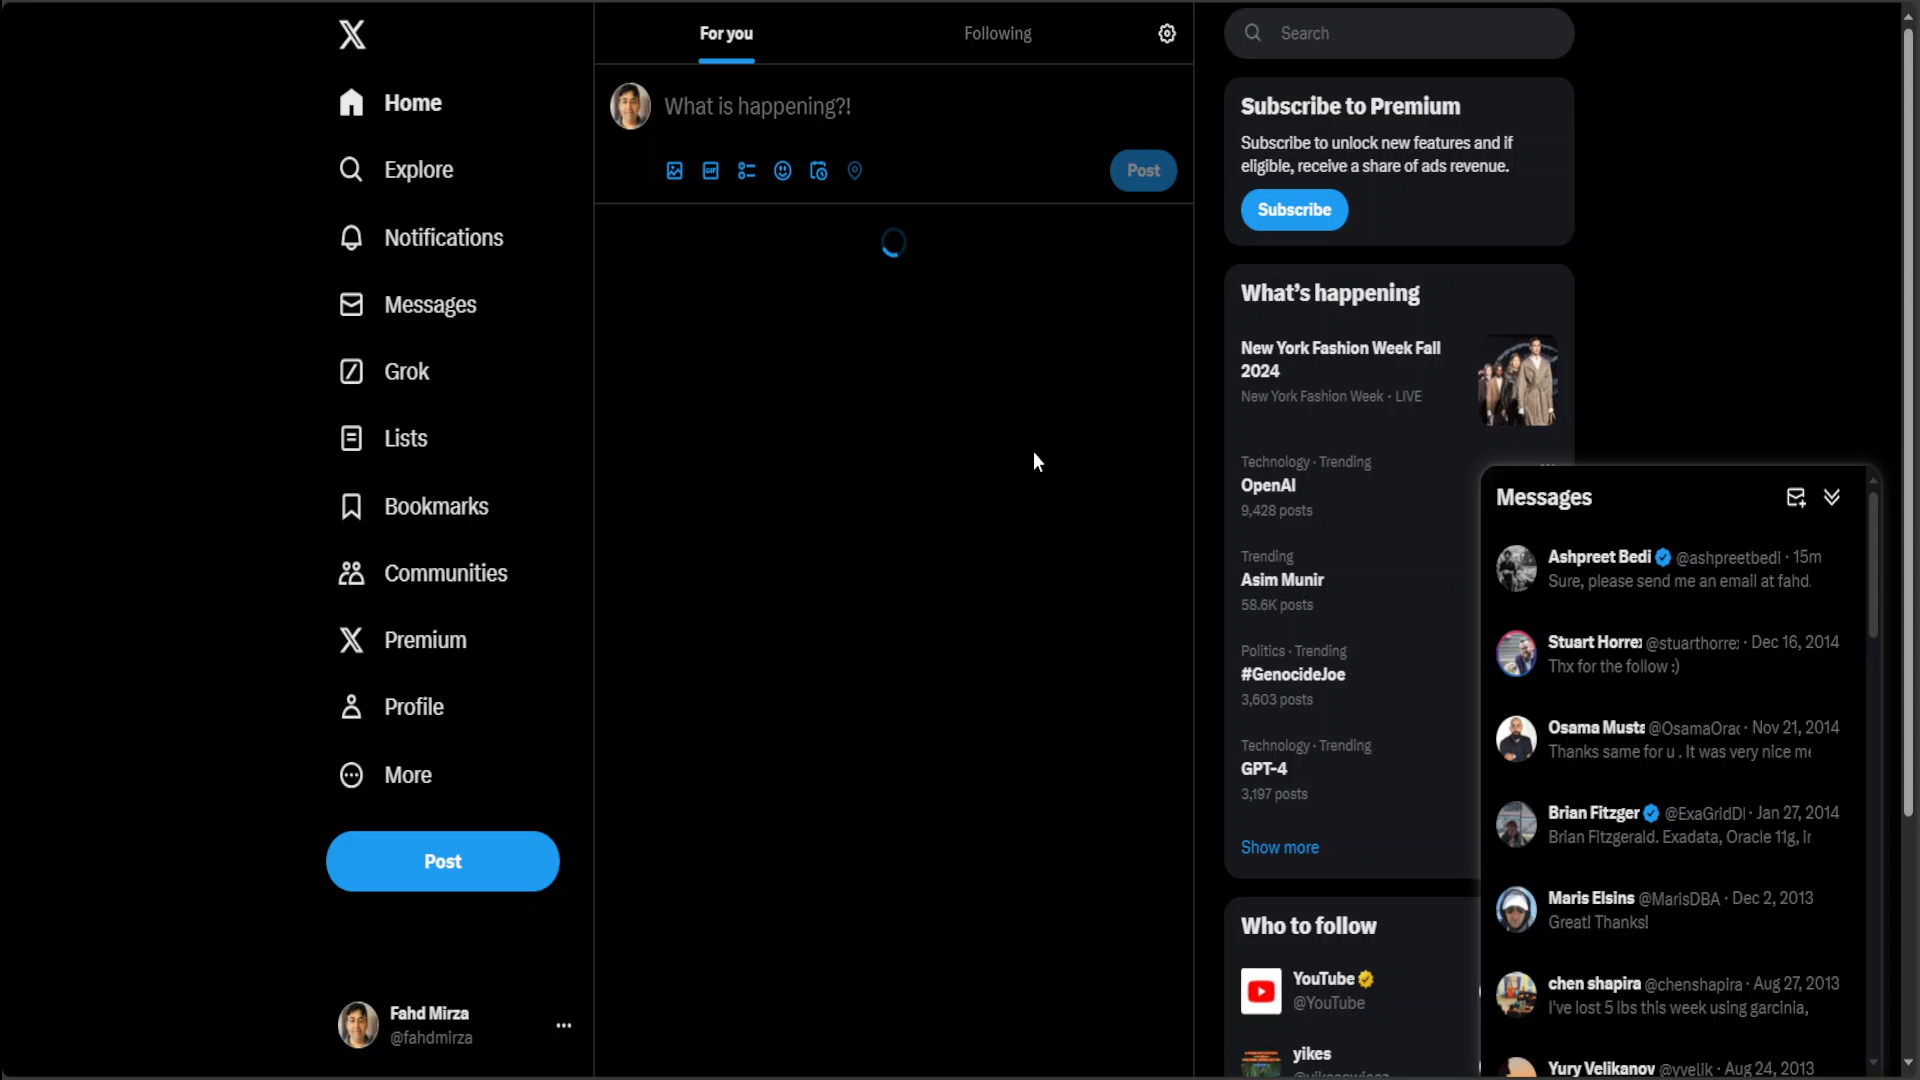 Home
Explore
Notifications
Messages
Grok
Lists
Bookmarks
Communities
Premium
Profile
More
Post
Fahd Mirza
@fahdmirza
For you
Following
What is happening?!
GIF
Post
Search
Subscribe to Premium
Subscribe to unlock new features and if
eligible, receive a share of ads revenue.
Subscribe
What's happening
New York Fashion Week Fall
2024
New York Fashion Week · LIVE
Technology · Trending
OpenAI
9,428 posts
Trending
Asim Munir
58.6K posts
Politics · Trending
#GenocideJoe
3,603 posts
Technology · Trending
GPT-4
3,197 posts
Show more
Who to follow
YouTube
@YouTube
yikes
Messages
Ashpreet Bedi @ashpreetbedi · 15m
Sure, please send me an email at fahd.
Stuart Horre @stuarthorre · Dec 16, 2014
Thx for the follow :)
Osama Musta @OsamaOrac · Nov 21, 2014
Thanks same for u . It was very nice me
Brian Fitzger @ExaGridD · Jan 27, 2014
Brian Fitzgerald. Exadata, Oracle 11g, ir
Maris Elsins @MarisDBA · Dec 2, 2013
Great! Thanks!
chen shapira @chenshapira · Aug 27, 2013
I've lost 5 lbs this week using garcinia,
Yury Velikanov @yvelik · Aug 24, 2013